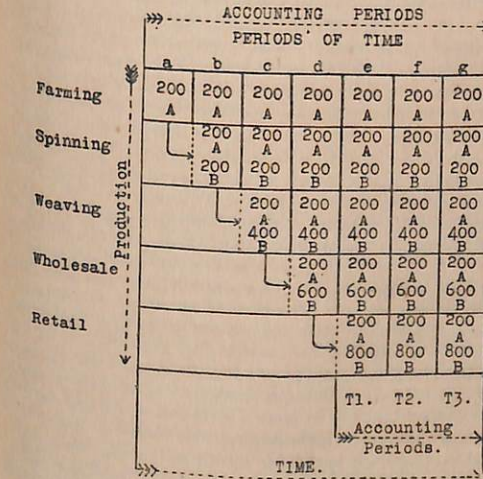 ACCOUNTING PERIODS
PERIODS OF TIME
a b c d e f g
Farming 200 200 200 200 200 200 200
A A A A A A A
Spinning 200 200 200 200 200 200
A A A A A A
200 200 200 200 200 200
B B B B B B
Weaving 200 200 200 200 200
A A A A A
400 400 400 400 400
B B B B B
Wholesale 200 200 200 200
A A A A
600 600 600 600
B B B B
Retail 200 200 200
A A A
800 800 800
B B B
Production
T1. T2. T3.
Accounting
Periods.
TIME.